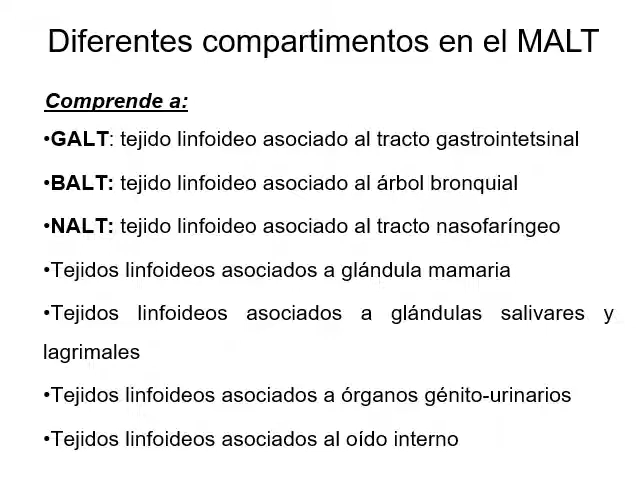 Diferentes compartimentos en el MALT
Comprende a:
•GALT: tejido linfoideo asociado al tracto gastrointetsinal
•BALT: tejido linfoideo asociado al árbol bronquial
•NALT: tejido linfoideo asociado al tracto nasofaríngeo
•Tejidos linfoideos asociados a glándula mamaria
•Tejidos linfoideos asociados a glándulas salivares y
lagrimales
•Tejidos linfoideos asociados a órganos génito-urinarios
•Tejidos linfoideos asociados al oído interno